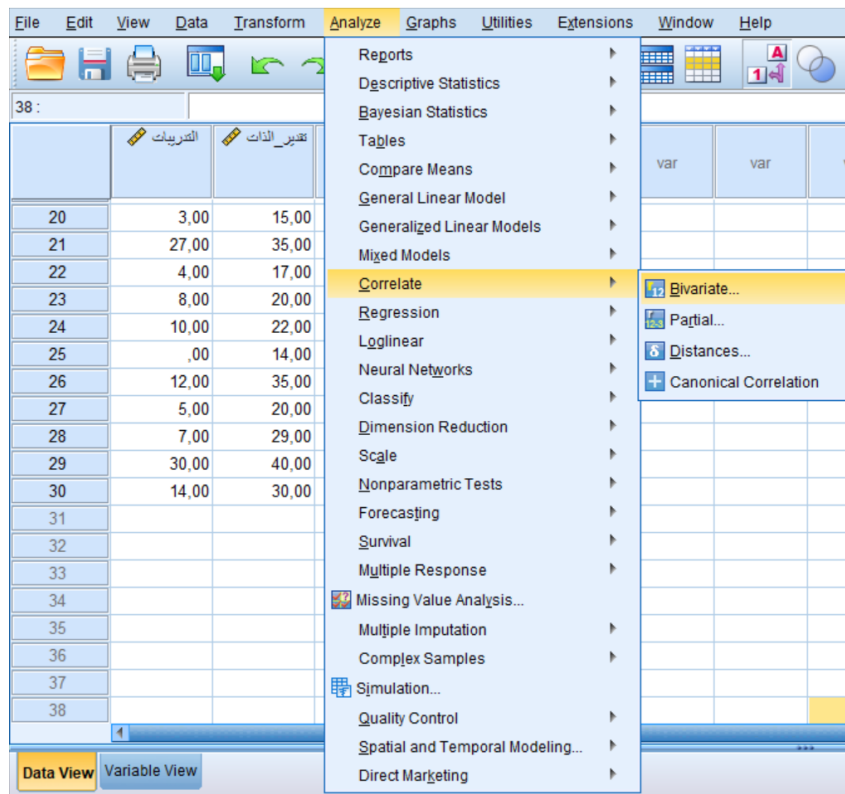 File Edit View Data Transform Analyze Graphs Utilities Extensions Window Help
38 :
التدريبات تقدير_الذات var var
20 3,00 15,00
21 27,00 35,00
22 4,00 17,00
23 8,00 20,00
24 10,00 22,00
25 ,00 14,00
26 12,00 35,00
27 5,00 20,00
28 7,00 29,00
29 30,00 40,00
30 14,00 30,00
31
32
33
34
35
36
37
38
Reports
Descriptive Statistics
Bayesian Statistics
Tables
Compare Means
General Linear Model
Generalized Linear Models
Mixed Models
Correlate
Regression
Loglinear
Neural Networks
Classify
Dimension Reduction
Scale
Nonparametric Tests
Forecasting
Survival
Multiple Response
Missing Value Analysis...
Multiple Imputation
Complex Samples
Simulation...
Quality Control
Spatial and Temporal Modeling...
Direct Marketing
Bivariate...
Partial...
Distances...
Canonical Correlation
Data View Variable View